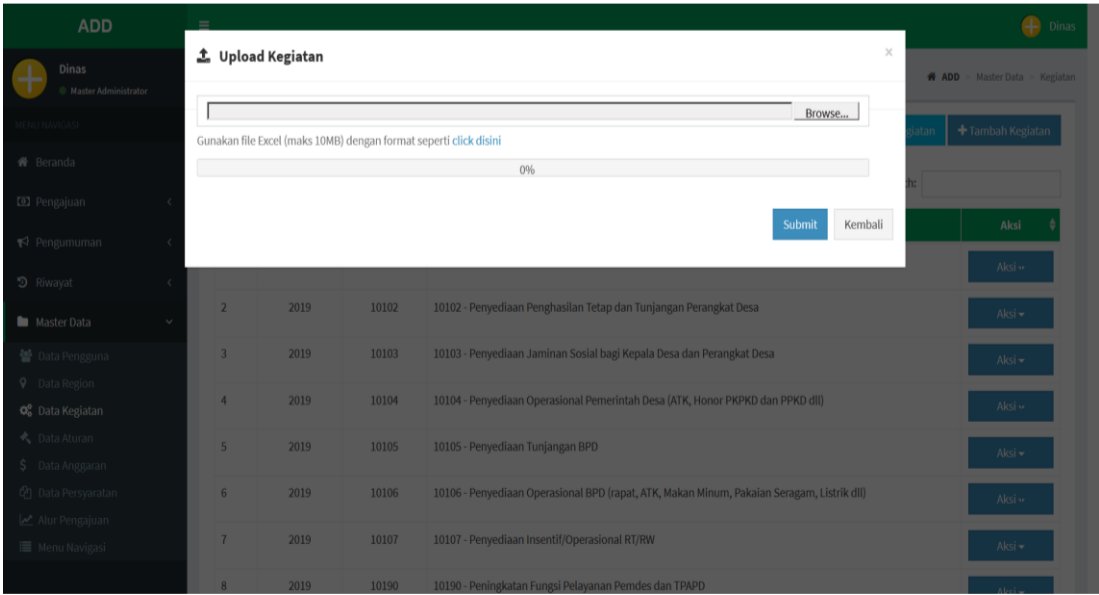 ADD
Dinas
Dinas
Master Administrator
ADD
Master Data
Kegiatan
MENU NAVIGASI
Upload Kegiatan
×
Browse...
Gunakan file Excel (maks 10MB) dengan format seperti click disini
0%
Submit
Kembali
giatan
Tambah Kegiatan
ch:
Aksi
Beranda
Pengajuan
Pengumuman
Riwayat
Master Data
Data Pengguna
Data Region
Data Kegiatan
Data Aturan
Data Anggaran
Data Persyaratan
Alur Pengajuan
Menu Navigasi
Aksi
2 2019 10102 10102 - Penyediaan Penghasilan Tetap dan Tunjangan Perangkat Desa Aksi
3 2019 10103 10103 - Penyediaan Jaminan Sosial bagi Kepala Desa dan Perangkat Desa Aksi
4 2019 10104 10104 - Penyediaan Operasional Pemerintah Desa (ATK, Honor PKPKD dan PPKD dll) Aksi
5 2019 10105 10105 - Penyediaan Tunjangan BPD Aksi
6 2019 10106 10106 - Penyediaan Operasional BPD (rapat, ATK, Makan Minum, Pakaian Seragam, Listrik dll) Aksi
7 2019 10107 10107 - Penyediaan Insentif/Operasional RT/RW Aksi
8 2019 10190 10190 - Peningkatan Fungsi Pelayanan Pemdes dan TPAPD Aksi